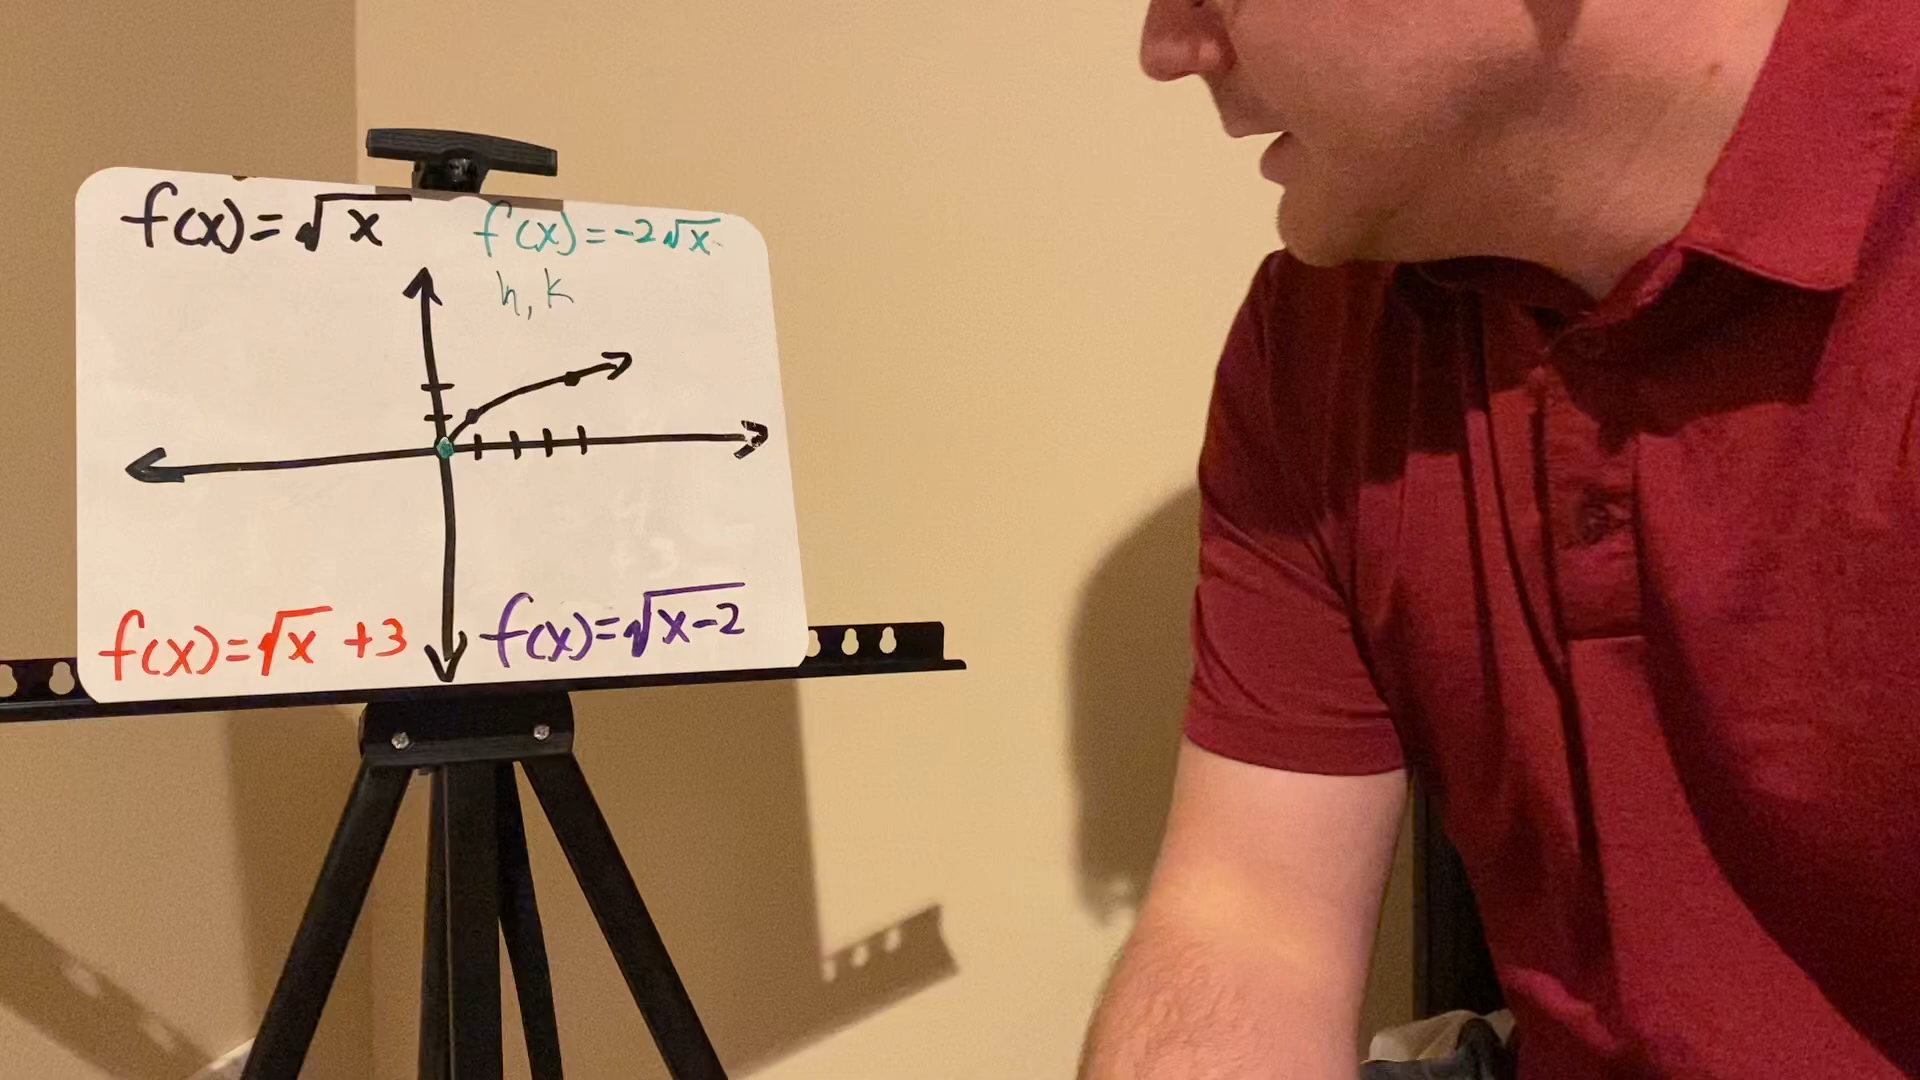 f(x)=√x
f(x)=-2√x
h, k
f(x)=√x +3
f(x)=√x-2